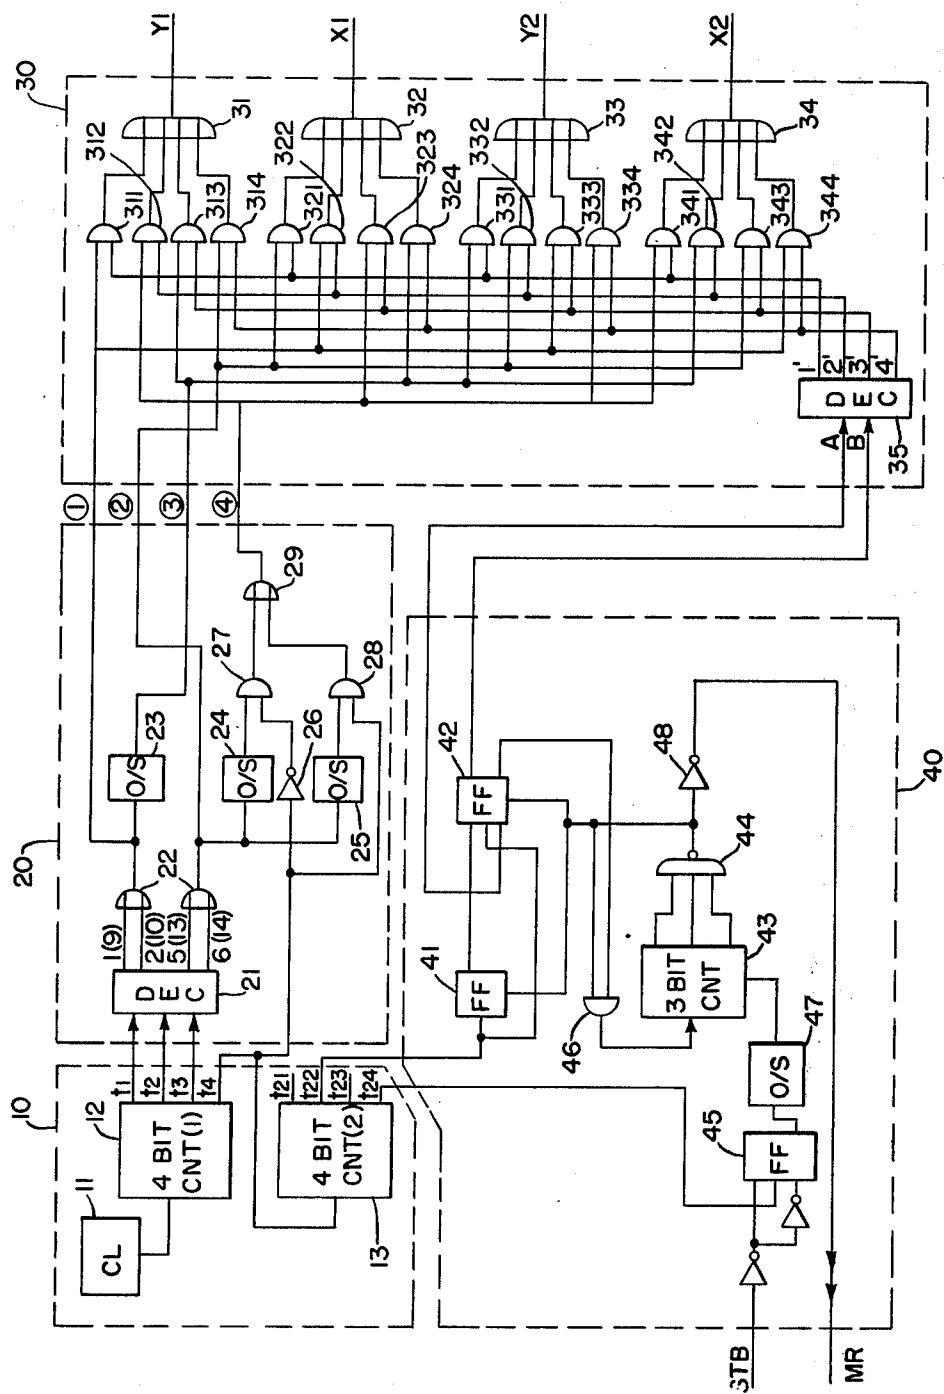 10
11
CL
12
4 BIT
CNT(1)
t1
t2
t3
t4
13
4 BIT
CNT(2)
t21
t22
t23
t24
20
21
DEC
1(9)
2(10)
5(13)
6(14)
22
23
O/S
24
O/S
25
O/S
26
27
28
29
①
②
③
④
30
Y1
X1
Y2
X2
31
311
312
313
314
32
321
322
323
324
33
331
332
333
334
34
341
342
343
344
35
DEC
A
B
1'
2'
3'
4'
40
41
FF
42
FF
43
3 BIT
CNT
44
45
FF
46
47
O/S
48
STB
MR